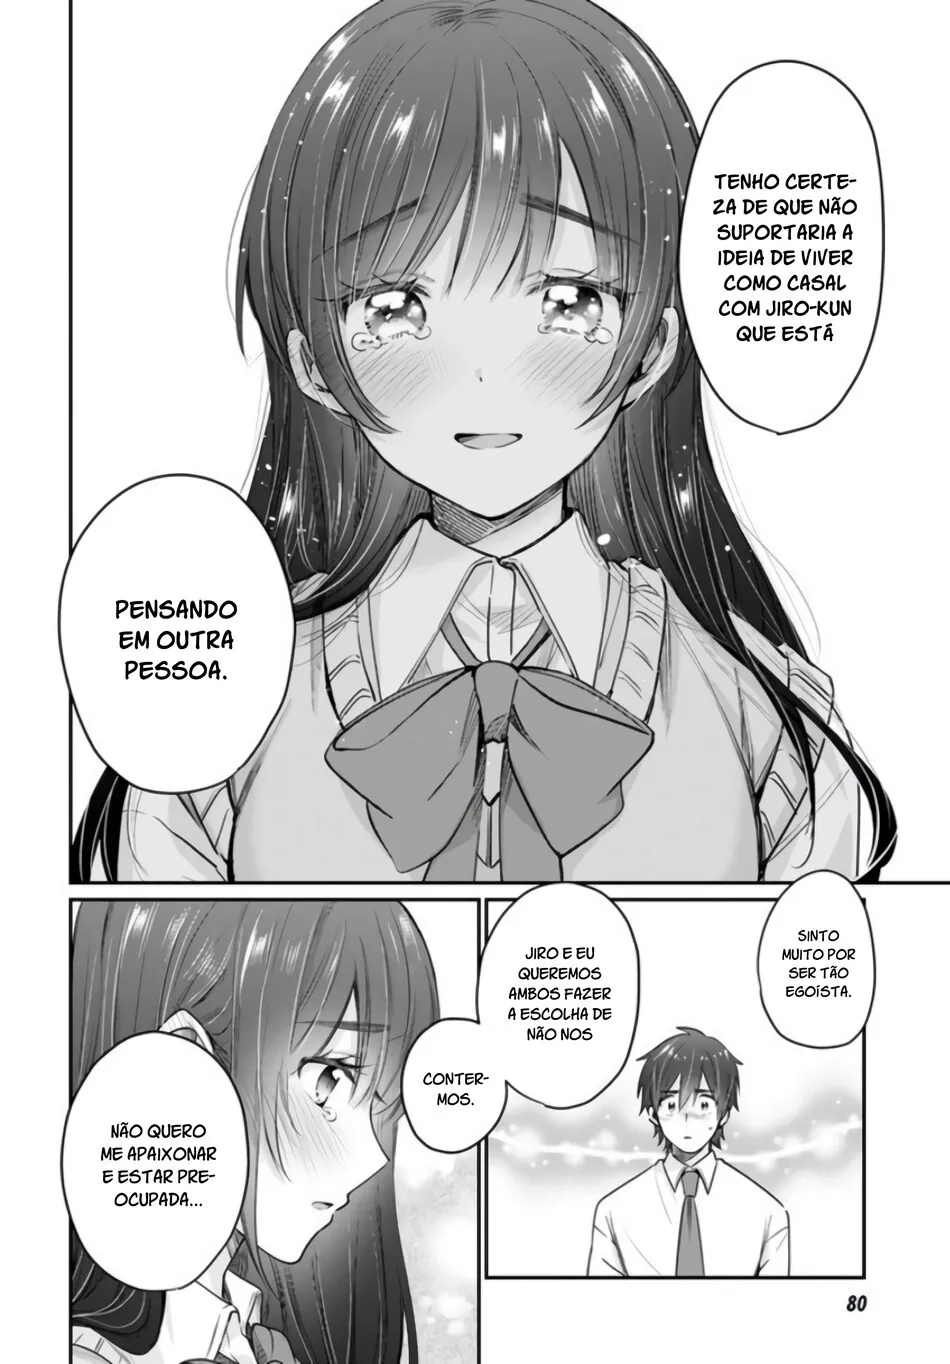 TENHO CERTE-
ZA DE QUE NÃO
SUPORTARIA A
IDEIA DE VIVER
COMO CASAL
COM JIRO-KUN
QUE ESTÁ
PENSANDO
EM OUTRA
PESSOA.
SINTO
MUITO POR
SER TÃO
EGOÍSTA.
JIRO E EU
QUEREMOS
AMBOS FAZER
A ESCOLHA DE
NÃO NOS
CONTER-
MOS.
NÃO QUERO
ME APAIXONAR
E ESTAR PRE-
OCUPADA...
80